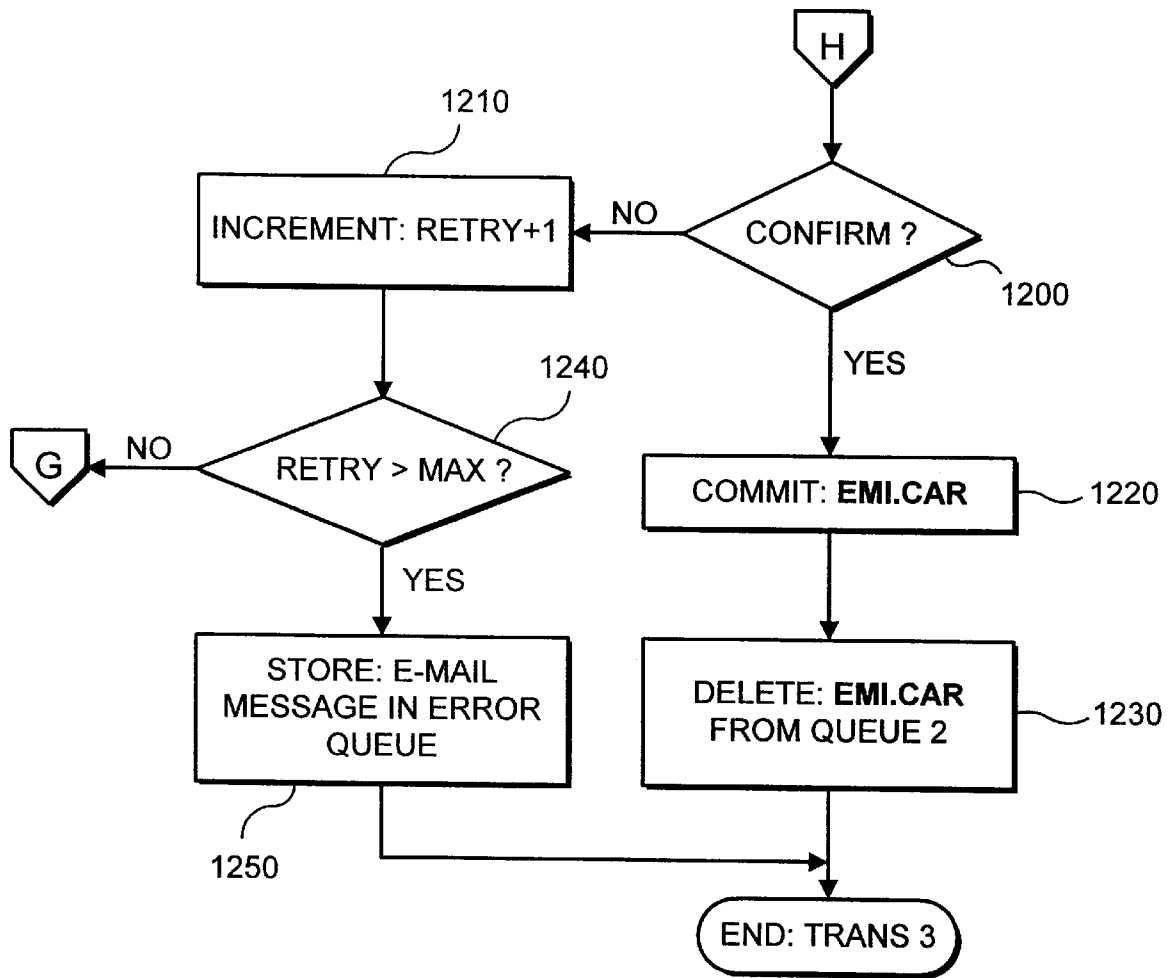 H
1210
INCREMENT: RETRY+1
NO
CONFIRM ?
1200
YES
1240
G
NO
RETRY > MAX ?
COMMIT: EMI.CAR
1220
YES
STORE: E-MAIL
MESSAGE IN ERROR
QUEUE
DELETE: EMI.CAR
FROM QUEUE 2
1230
1250
END: TRANS 3